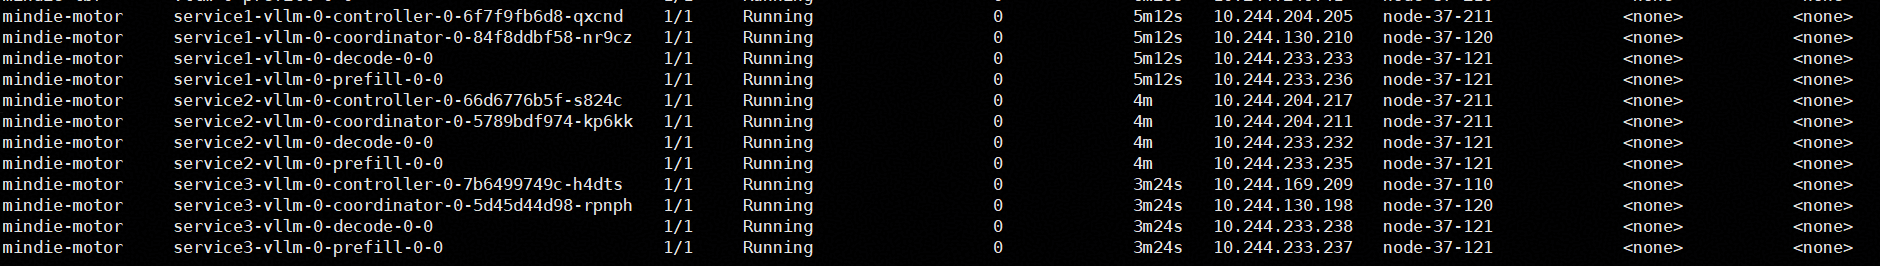 mindie-motor service1-vllm-0-controller-0-6f7f9fb6d8-qxcnd 1/1 Running 0 5m12s 10.244.204.205 node-37-211 <none> <none>
mindie-motor service1-vllm-0-coordinator-0-84f8ddbf58-nr9cz 1/1 Running 0 5m12s 10.244.130.210 node-37-120 <none> <none>
mindie-motor service1-vllm-0-decode-0-0 1/1 Running 0 5m12s 10.244.233.233 node-37-121 <none> <none>
mindie-motor service1-vllm-0-prefill-0-0 1/1 Running 0 5m12s 10.244.233.236 node-37-121 <none> <none>
mindie-motor service2-vllm-0-controller-0-66d6776b5f-s824c 1/1 Running 0 4m 10.244.204.217 node-37-211 <none> <none>
mindie-motor service2-vllm-0-coordinator-0-5789bdf974-kp6kk 1/1 Running 0 4m 10.244.204.211 node-37-211 <none> <none>
mindie-motor service2-vllm-0-decode-0-0 1/1 Running 0 4m 10.244.233.232 node-37-121 <none> <none>
mindie-motor service2-vllm-0-prefill-0-0 1/1 Running 0 4m 10.244.233.235 node-37-121 <none> <none>
mindie-motor service3-vllm-0-controller-0-7b6499749c-h4dts 1/1 Running 0 3m24s 10.244.169.209 node-37-110 <none> <none>
mindie-motor service3-vllm-0-coordinator-0-5d45d44d98-rpnph 1/1 Running 0 3m24s 10.244.130.198 node-37-120 <none> <none>
mindie-motor service3-vllm-0-decode-0-0 1/1 Running 0 3m24s 10.244.233.238 node-37-121 <none> <none>
mindie-motor service3-vllm-0-prefill-0-0 1/1 Running 0 3m24s 10.244.233.237 node-37-121 <none> <none>